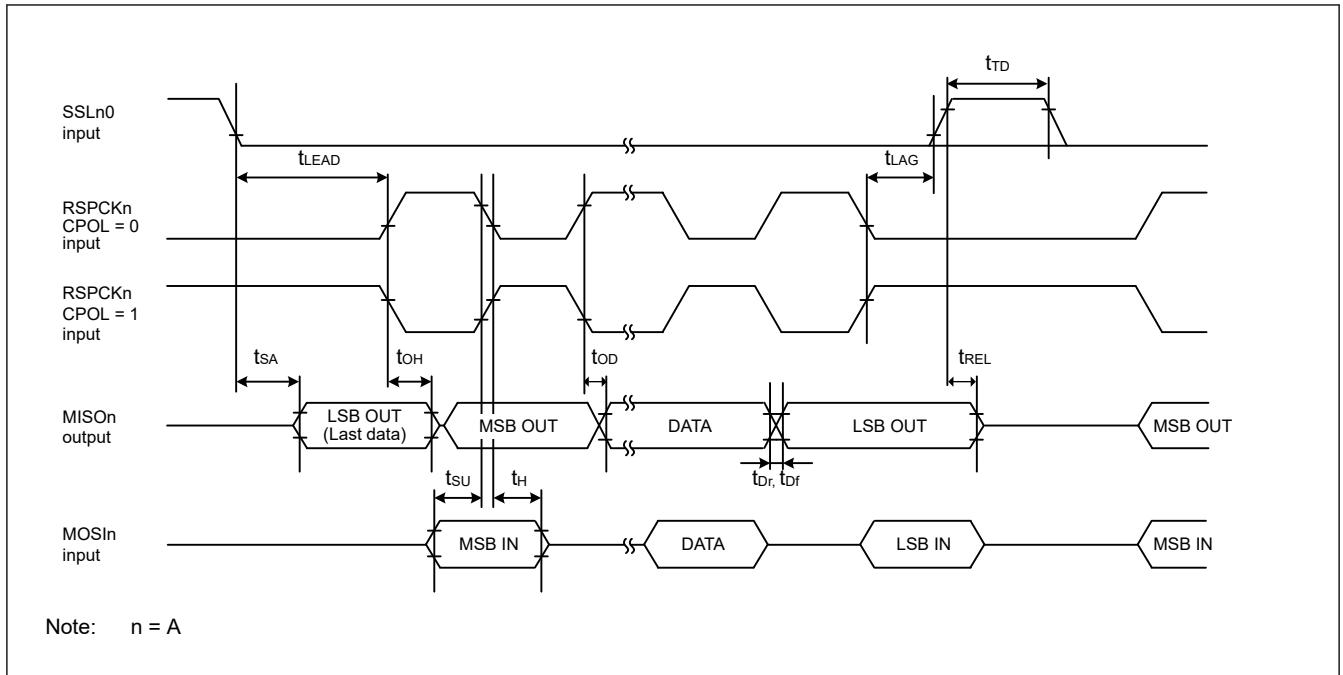 tTD
SSLn0
input
tLEAD
tLAG
RSPCKn
CPOL = 0
input
RSPCKn
CPOL = 1
input
tSA
tOH
tOD
tREL
MISOn
output
LSB OUT
(Last data)
MSB OUT
DATA
LSB OUT
MSB OUT
tSU
tH
tDr, tDf
MOSIn
input
MSB IN
DATA
LSB IN
MSB IN
Note: n = A